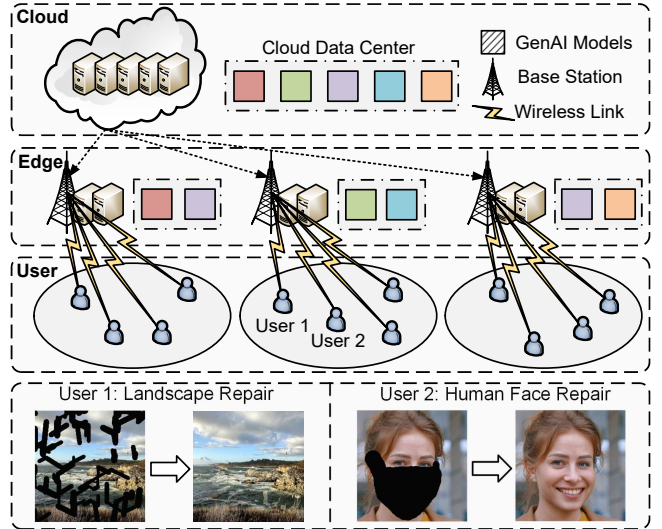 Cloud
Cloud Data Center
GenAI Models
Base Station
Wireless Link
Edge
User
User 1
User 2
User 1: Landscape Repair
User 2: Human Face Repair